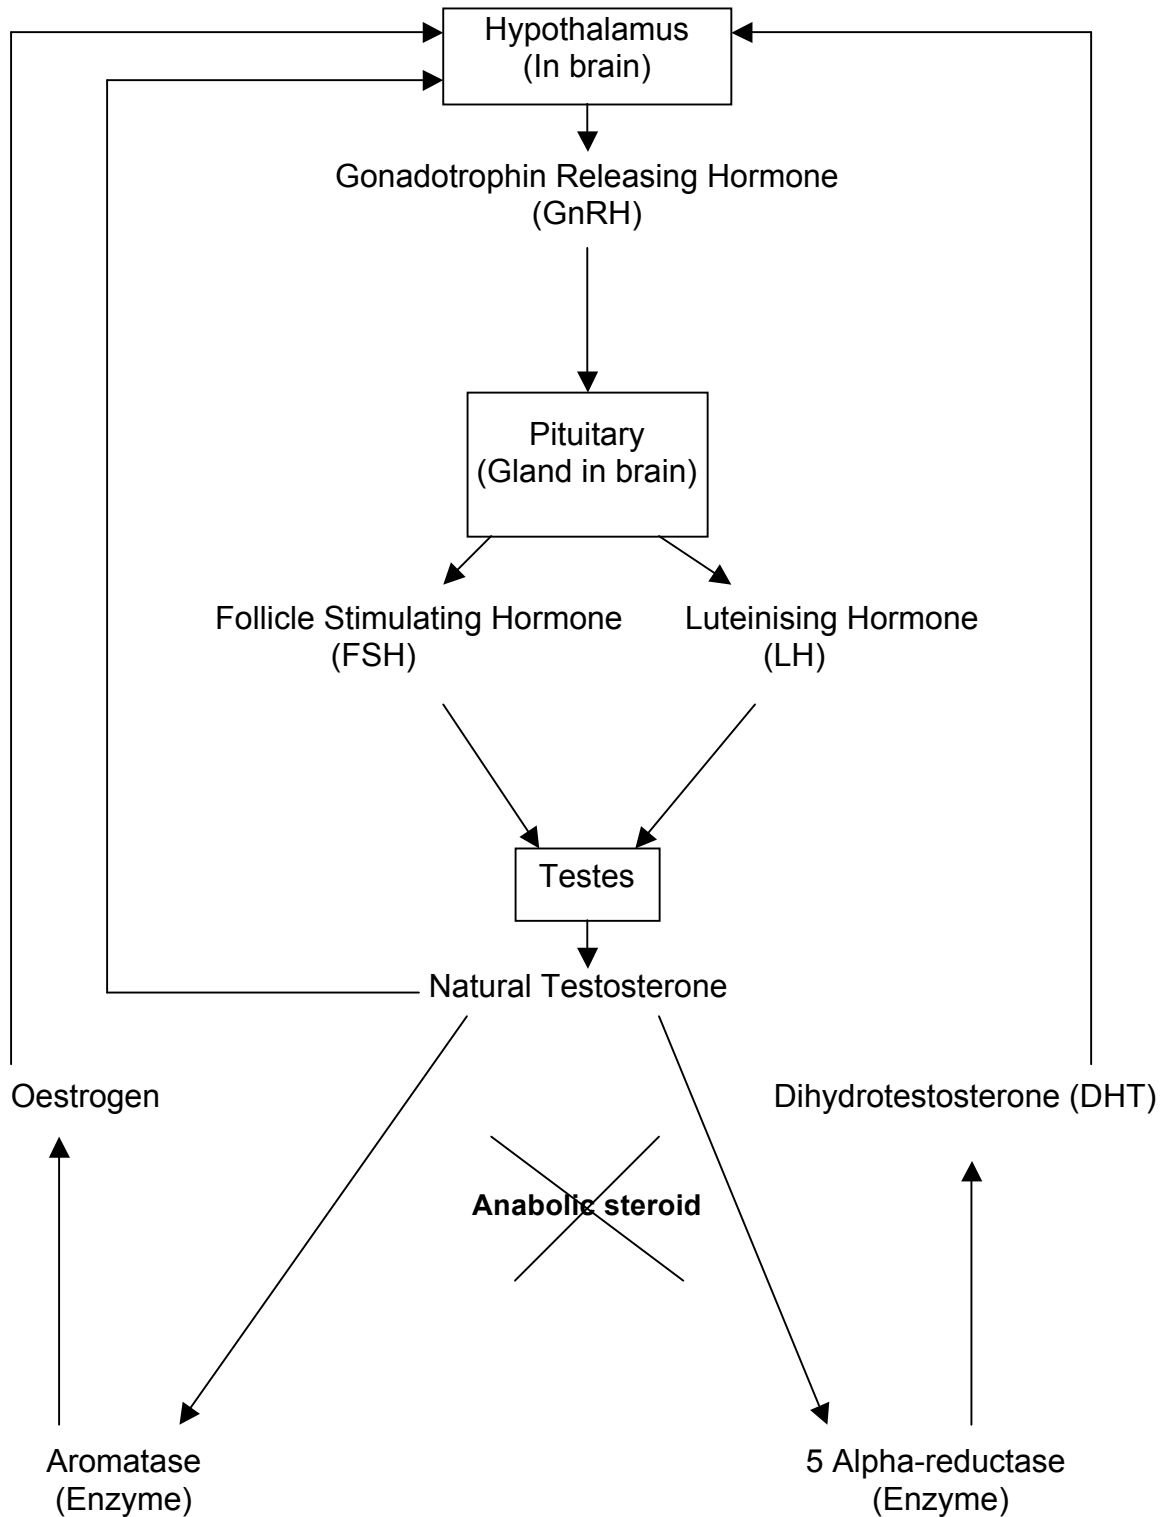 Hypothalamus
(In brain)
Gonadotrophin Releasing Hormone
(GnRH)
Pituitary
(Gland in brain)
Follicle Stimulating Hormone
(FSH)
Luteinising Hormone
(LH)
Testes
Natural Testosterone
Oestrogen
Dihydrotestosterone (DHT)
Anabolic steroid
Aromatase
(Enzyme)
5 Alpha-reductase
(Enzyme)